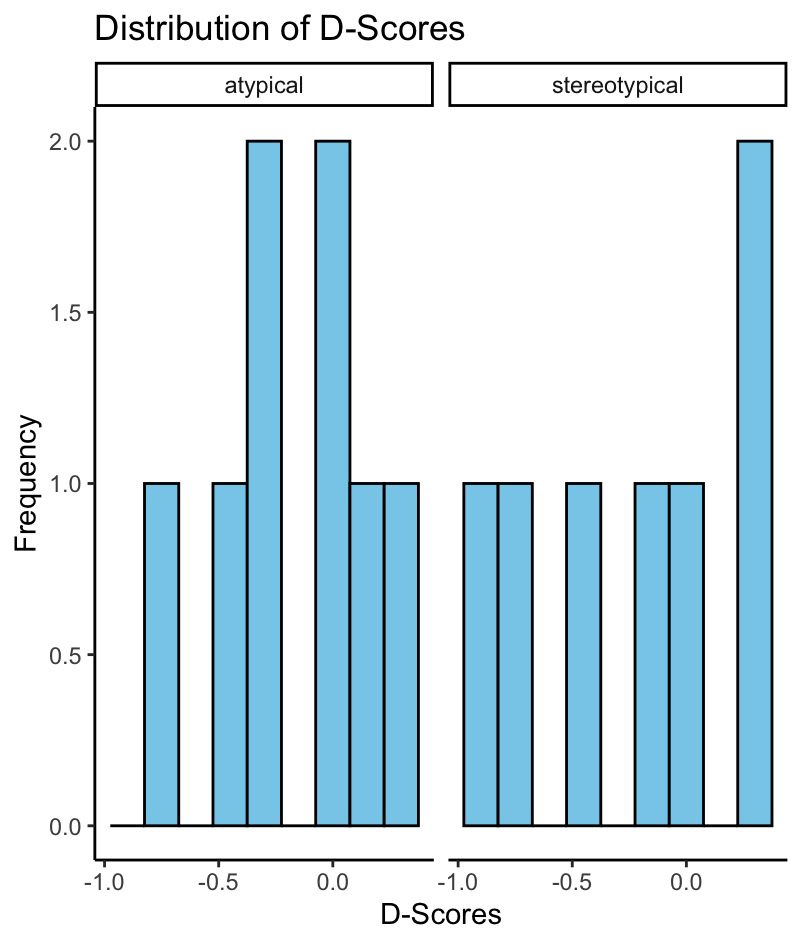 Distribution of D-Scores
atypical
stereotypical
2.0
1.5
1.0
0.5
0.0
Frequency
-1.0 -0.5 0.0
-1.0 -0.5 0.0
D-Scores